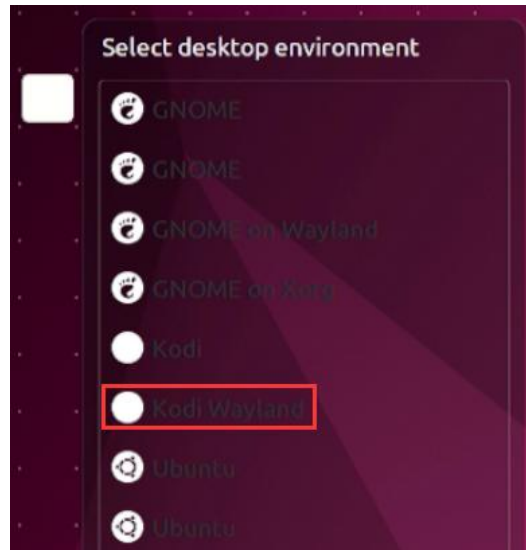 Select desktop environment
GNOME
GNOME
GNOME on Wayland
GNOME on Xorg
Kodi
Kodi Wayland
Ubuntu
Ubuntu